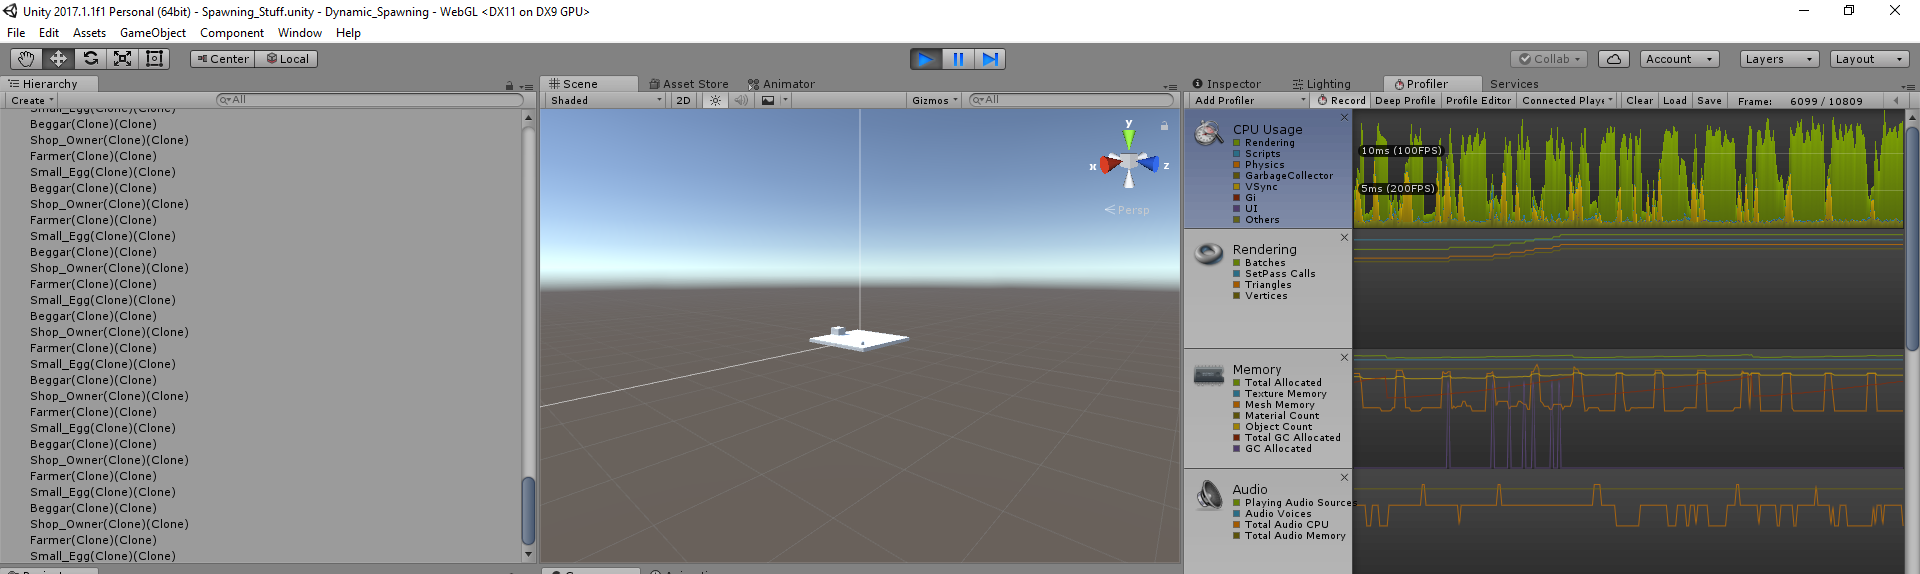 Unity 2017.1.1f1 Personal (64bit) - Spawning_Stuff.unity - Dynamic_Spawning - WebGL <DX11 on DX9 GPU>
File Edit Assets GameObject Component Window Help
Center Local Collab Account Layers Layout
Hierarchy
Create All
Small_Egg(Clone)(Clone)
Beggar(Clone)(Clone)
Shop_Owner(Clone)(Clone)
Farmer(Clone)(Clone)
Small_Egg(Clone)(Clone)
Beggar(Clone)(Clone)
Shop_Owner(Clone)(Clone)
Farmer(Clone)(Clone)
Small_Egg(Clone)(Clone)
Beggar(Clone)(Clone)
Shop_Owner(Clone)(Clone)
Farmer(Clone)(Clone)
Small_Egg(Clone)(Clone)
Beggar(Clone)(Clone)
Shop_Owner(Clone)(Clone)
Farmer(Clone)(Clone)
Small_Egg(Clone)(Clone)
Beggar(Clone)(Clone)
Shop_Owner(Clone)(Clone)
Farmer(Clone)(Clone)
Small_Egg(Clone)(Clone)
Beggar(Clone)(Clone)
Shop_Owner(Clone)(Clone)
Farmer(Clone)(Clone)
Small_Egg(Clone)(Clone)
Beggar(Clone)(Clone)
Shop_Owner(Clone)(Clone)
Farmer(Clone)(Clone)
Small_Egg(Clone)(Clone)
Scene Asset Store Animator
Shaded 2D Gizmos All
y
x z
Persp
Inspector Lighting Profiler Services
Add Profiler Record Deep Profile Profile Editor Connected Playe Clear Load Save Frame: 6099 / 10809
CPU Usage
Rendering
Scripts
Physics
GarbageCollector
VSync
Gi
UI
Others
10ms (100FPS)
5ms (200FPS)
Rendering
Batches
SetPass Calls
Triangles
Vertices
Memory
Total Allocated
Texture Memory
Mesh Memory
Material Count
Object Count
Total GC Allocated
GC Allocated
Audio
Playing Audio Sources
Audio Voices
Total Audio CPU
Total Audio Memory